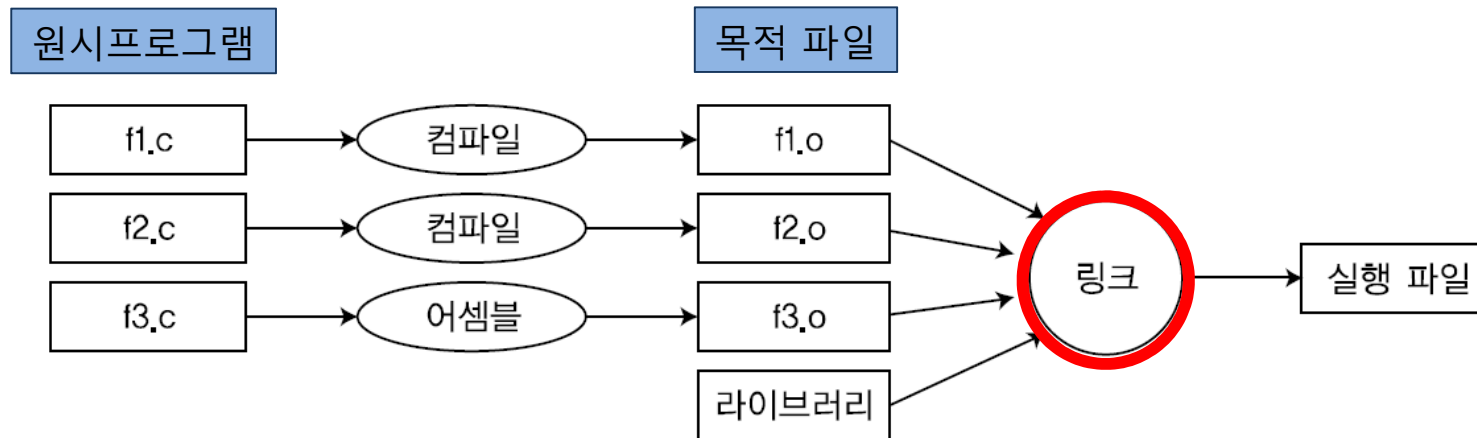 원시프로그램 목적 파일
f1.c 컴파일 f1.o
f2.c 컴파일 f2.o
링크 실행 파일
f3.c 어셈블 f3.o
라이브러리